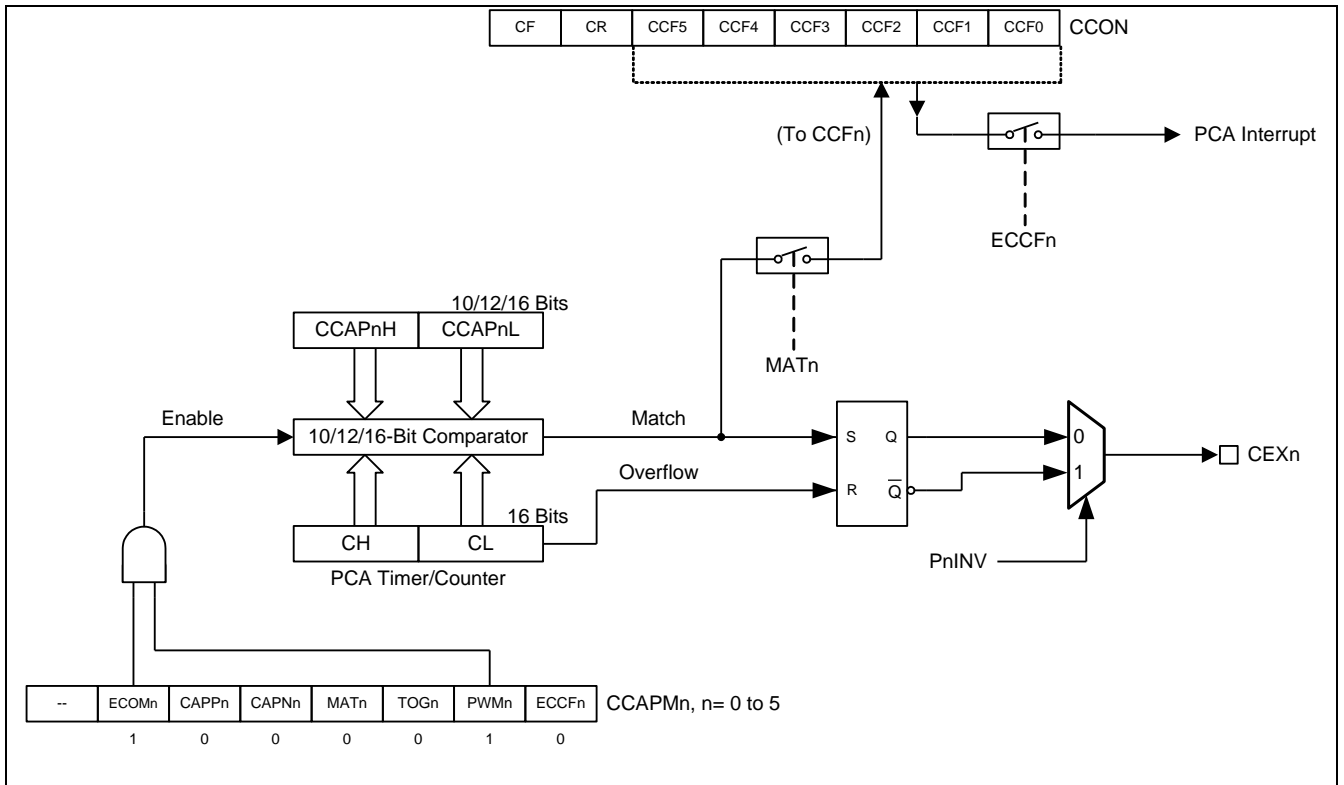 CF CR CCF5 CCF4 CCF3 CCF2 CCF1 CCF0 CCON
(To CCFn)
PCA Interrupt
ECCFn
10/12/16 Bits
CCAPnH CCAPnL
MATn
Enable
10/12/16-Bit Comparator
Match
S Q
0
CEXn
Overflow
R Q̅
1
16 Bits
CH CL
PCA Timer/Counter
PnINV
-- ECOMn CAPPn CAPNn MATn TOGn PWMn ECCFn CCAPMn, n= 0 to 5
1 0 0 0 0 1 0